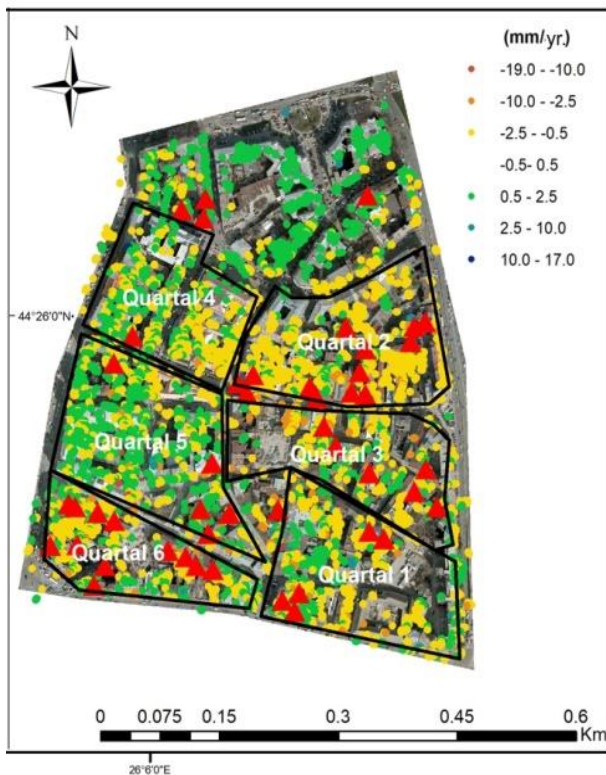 N
(mm/yr.)
-19.0 - -10.0
-10.0 - -2.5
-2.5 - -0.5
-0.5- 0.5
0.5 - 2.5
2.5 - 10.0
10.0 - 17.0
Quartal 4
44°26'0"N
Quartal 2
Quartal 5
Quartal 3
Quartal 6
Quartal 1
0 0.075 0.15 0.3 0.45 0.6
Km
26°6'0"E